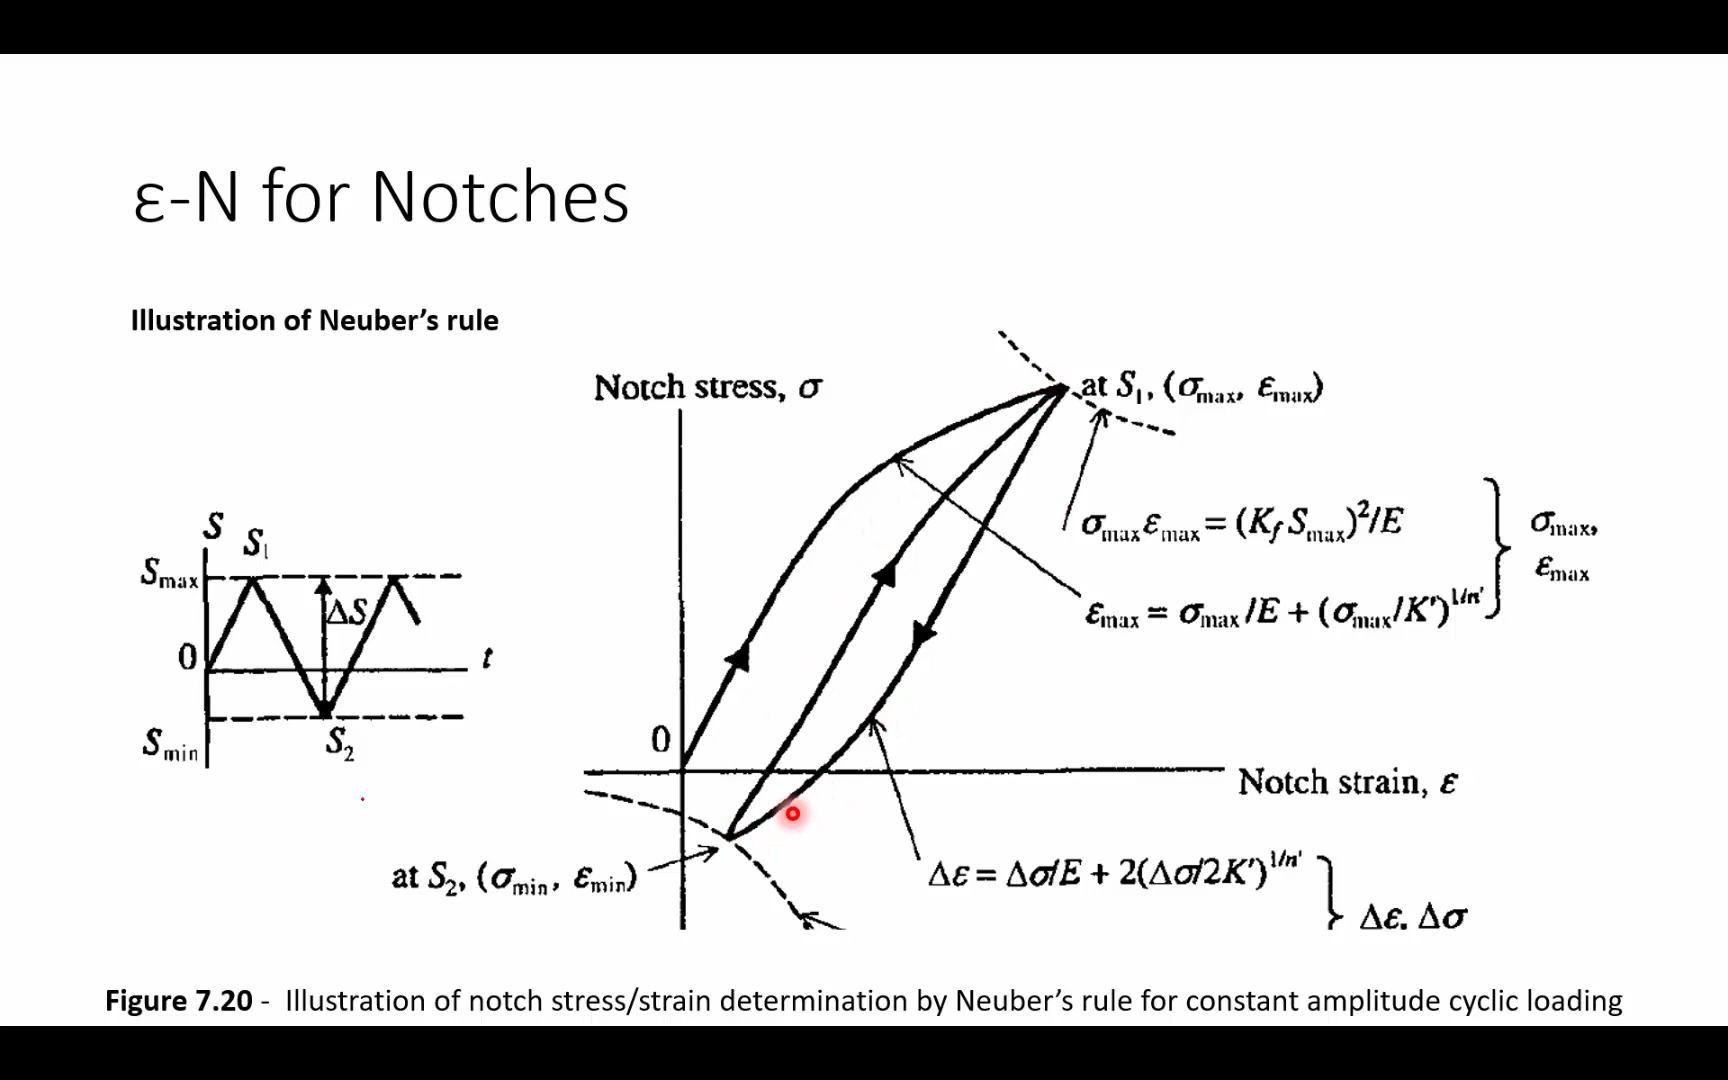 ε-N for Notches
Illustration of Neuber's rule
Notch stress, σ
at S₁, (σmax, εmax)
σmax εmax = (Kf Smax)²/E
εmax = σmax /E + (σmax/K')^1/n'
σmax,
εmax
S
S₁
Smax
ΔS
0
t
Smin
S₂
0
Notch strain, ε
at S₂, (σmin, εmin)
Δε = Δσ/E + 2(Δσ/2K')^1/n'
Δε, Δσ
Figure 7.20 - Illustration of notch stress/strain determination by Neuber's rule for constant amplitude cyclic loading